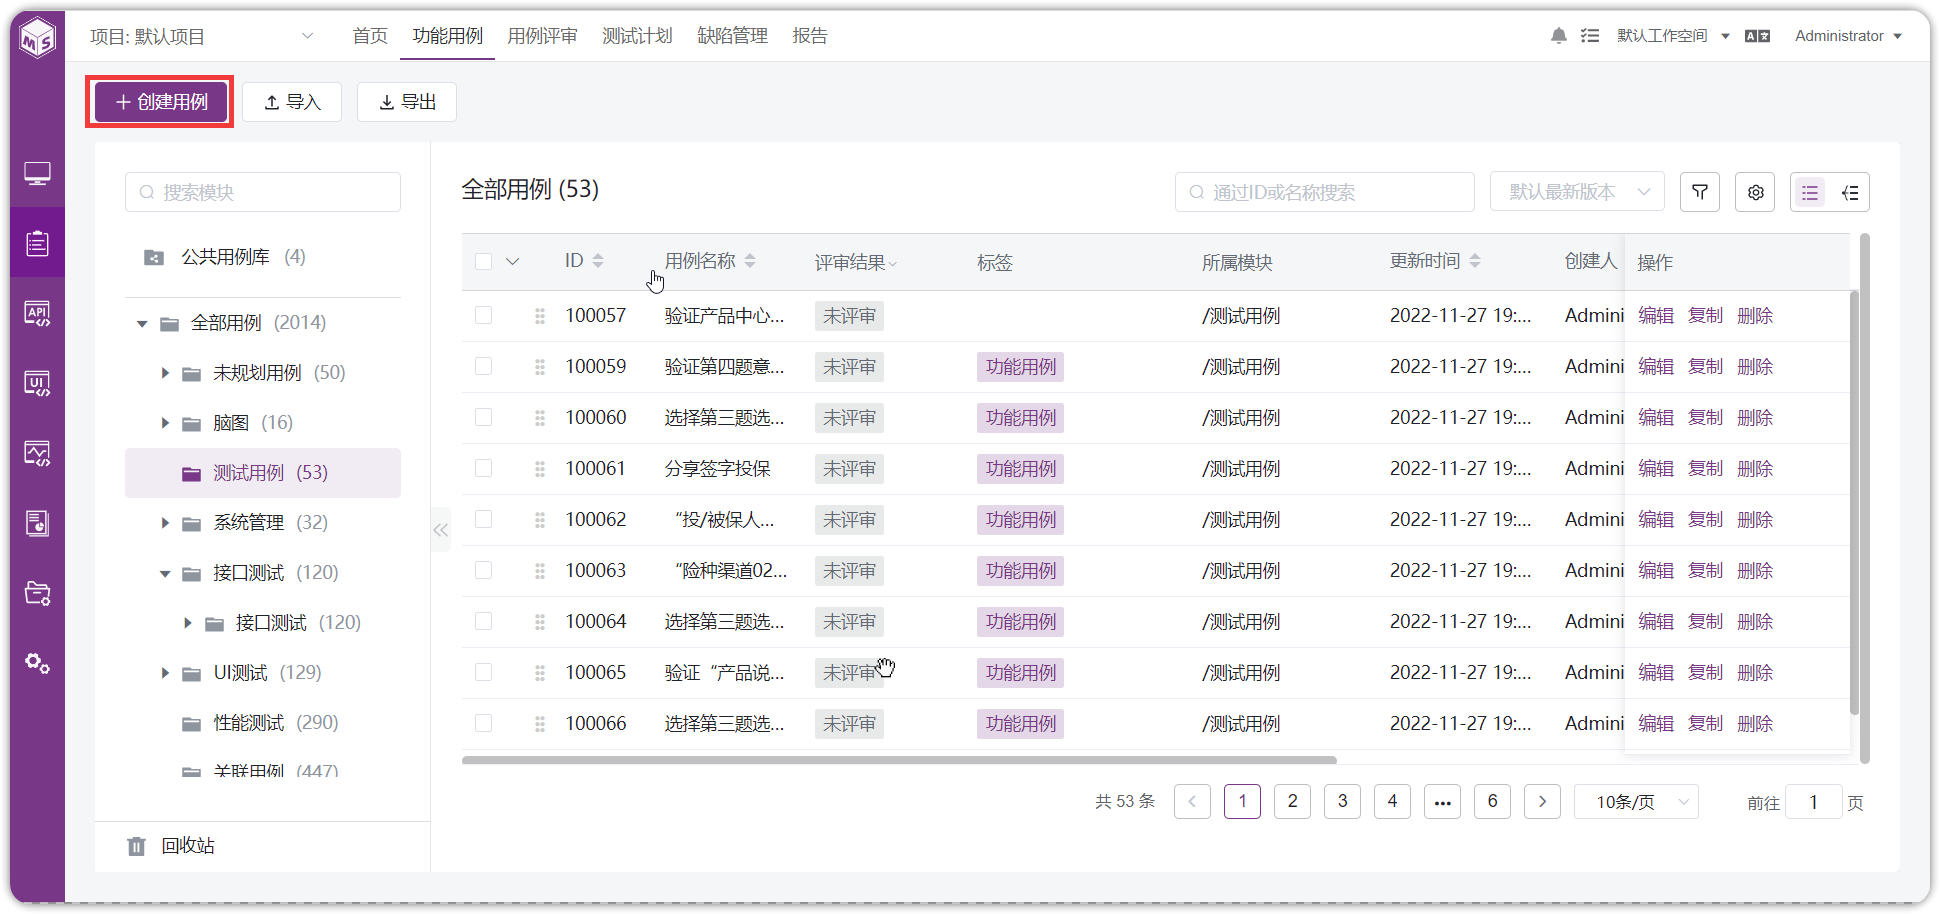 MS
项目: 默认项目 首页 功能用例 用例评审 测试计划 缺陷管理 报告 默认工作空间 Administrator
创建用例 导入 导出
搜索模块
公共用例库 (4)
全部用例 (2014)
未规划用例 (50)
脑图 (16)
测试用例 (53)
系统管理 (32)
接口测试 (120)
接口测试 (120)
UI测试 (129)
性能测试 (290)
关联用例 (447)
回收站
API
UI
全部用例 (53) 通过ID或名称搜索 默认最新版本
ID 用例名称 评审结果 标签 所属模块 更新时间 创建人 操作
100057 验证产品中心... 未评审 /测试用例 2022-11-27 19:... Admini 编辑 复制 删除
100059 验证第四题意... 未评审 功能用例 /测试用例 2022-11-27 19:... Admini 编辑 复制 删除
100060 选择第三题选... 未评审 功能用例 /测试用例 2022-11-27 19:... Admini 编辑 复制 删除
100061 分享签字投保 未评审 功能用例 /测试用例 2022-11-27 19:... Admini 编辑 复制 删除
100062 “投/被保人... 未评审 功能用例 /测试用例 2022-11-27 19:... Admini 编辑 复制 删除
100063 “险种渠道02... 未评审 功能用例 /测试用例 2022-11-27 19:... Admini 编辑 复制 删除
100064 选择第三题选... 未评审 功能用例 /测试用例 2022-11-27 19:... Admini 编辑 复制 删除
100065 验证“产品说... 未评审 功能用例 /测试用例 2022-11-27 19:... Admini 编辑 复制 删除
100066 选择第三题选... 未评审 功能用例 /测试用例 2022-11-27 19:... Admini 编辑 复制 删除
共 53 条 1 2 3 4 ... 6 10条/页 前往 1 页